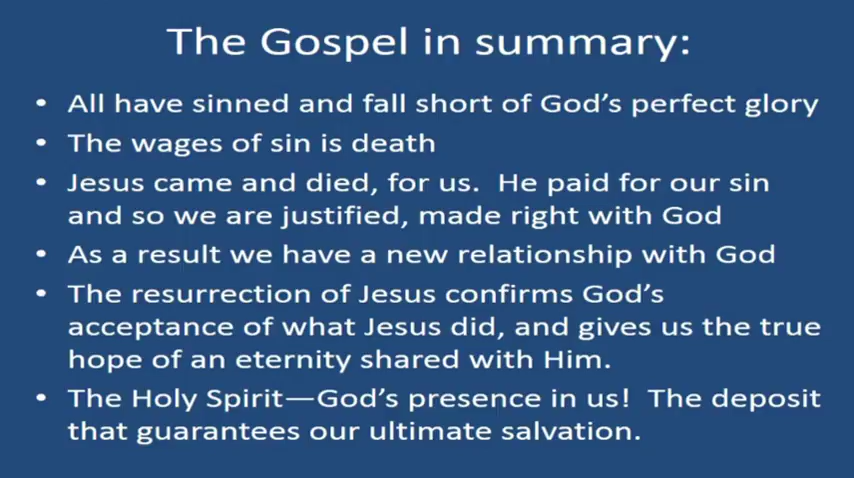 The Gospel in summary:
• All have sinned and fall short of God’s perfect glory
• The wages of sin is death
• Jesus came and died, for us.  He paid for our sin
and so we are justified, made right with God
• As a result we have a new relationship with God
• The resurrection of Jesus confirms God’s
acceptance of what Jesus did, and gives us the true
hope of an eternity shared with Him.
• The Holy Spirit—God’s presence in us!  The deposit
that guarantees our ultimate salvation.